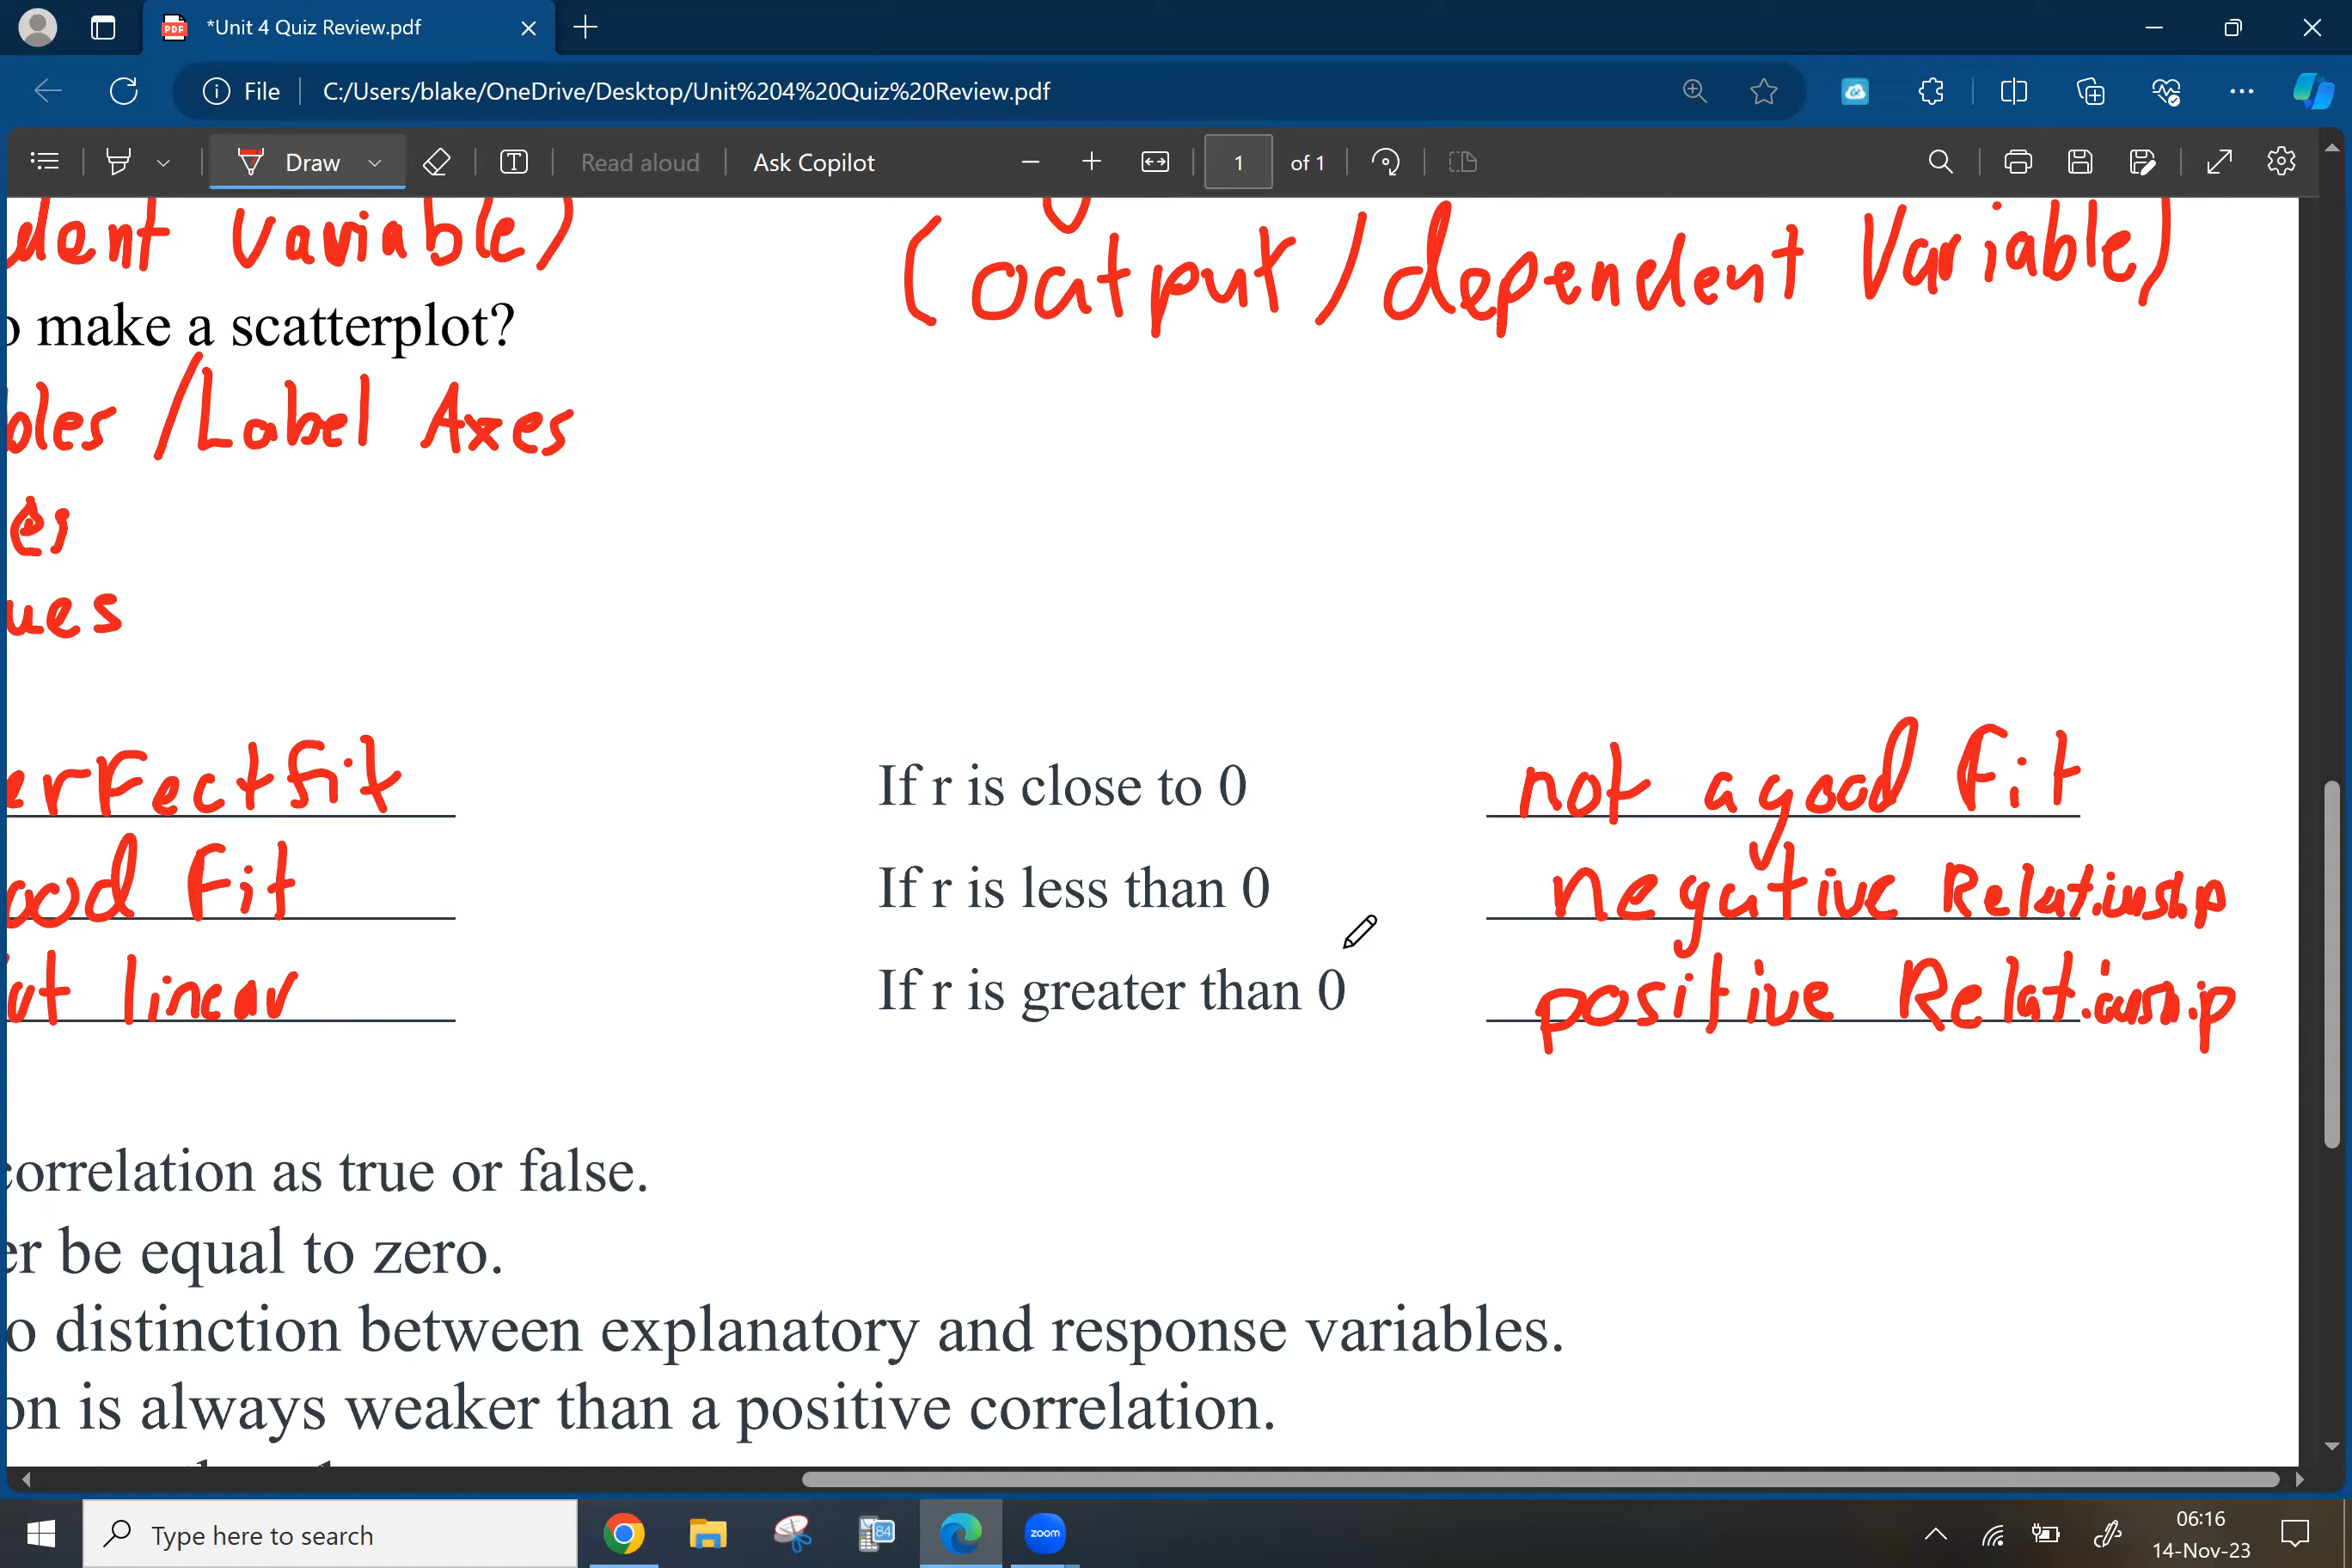 *Unit 4 Quiz Review.pdf
File C:/Users/blake/OneDrive/Desktop/Unit%204%20Quiz%20Review.pdf
Draw Read aloud Ask Copilot 1 of 1
dent Variable) (output/dependent Variable)
o make a scatterplot?
bles /Label Axes
es
ues
erfect fit If r is close to 0 not a good fit
ood fit If r is less than 0 negative Relationship
ot linear If r is greater than 0 positive Relationship
correlation as true or false.
er be equal to zero.
o distinction between explanatory and response variables.
on is always weaker than a positive correlation.
Type here to search 84 zoom 06:16
14-Nov-23